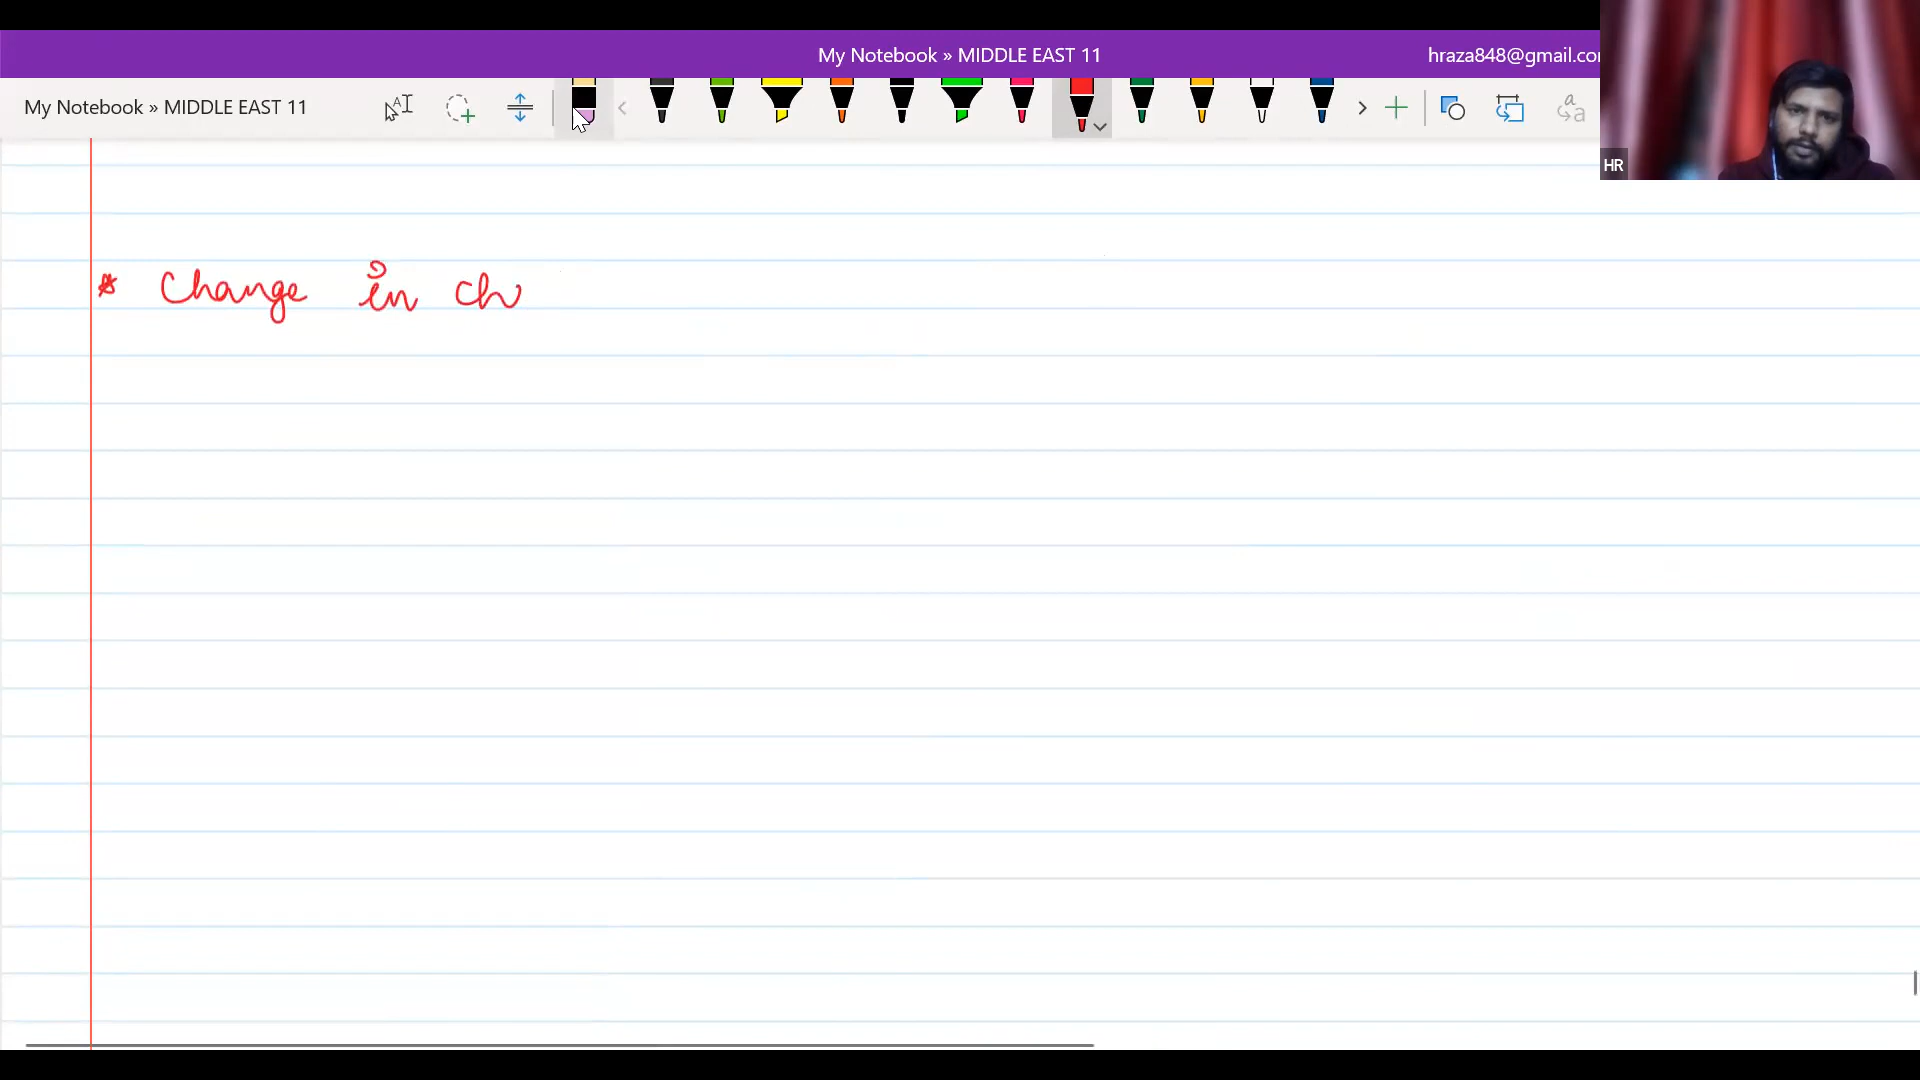 My Notebook » MIDDLE EAST 11
hraza848@gmail.co
My Notebook » MIDDLE EAST 11
HR
* Change in ch